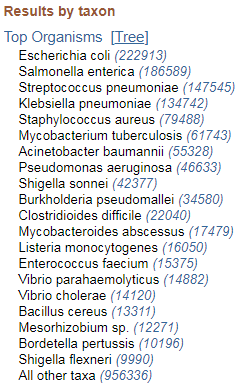 Results by taxon
Top Organisms [Tree]
Escherichia coli (222913)
Salmonella enterica (186589)
Streptococcus pneumoniae (147545)
Klebsiella pneumoniae (134742)
Staphylococcus aureus (79488)
Mycobacterium tuberculosis (61743)
Acinetobacter baumannii (55328)
Pseudomonas aeruginosa (46633)
Shigella sonnei (42377)
Burkholderia pseudomallei (34580)
Clostridioides difficile (22040)
Mycobacteroides abscessus (17479)
Listeria monocytogenes (16050)
Enterococcus faecium (15375)
Vibrio parahaemolyticus (14882)
Vibrio cholerae (14120)
Bacillus cereus (13311)
Mesorhizobium sp. (12271)
Bordetella pertussis (10196)
Shigella flexneri (9990)
All other taxa (956336)